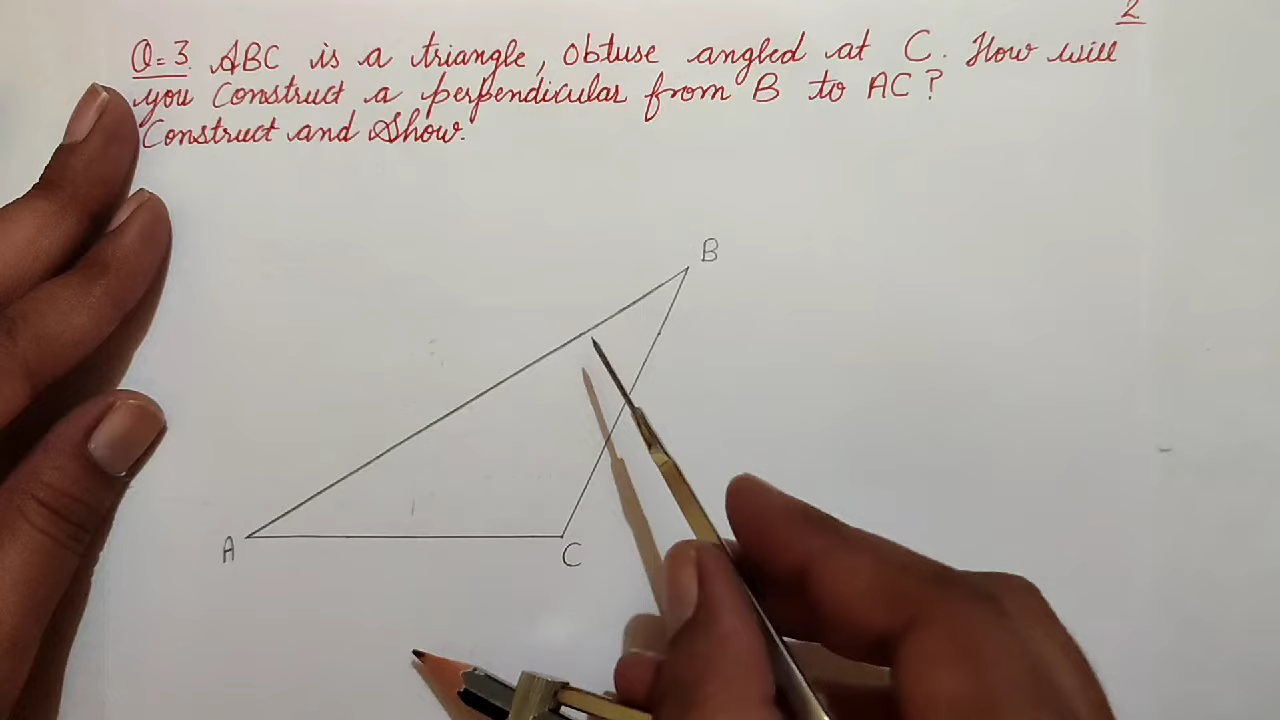 2
Q=3. ABC is a triangle, Obtuse angled at C. How will
you Construct a perpendicular from B to AC?
Construct and Show.
B
A
C